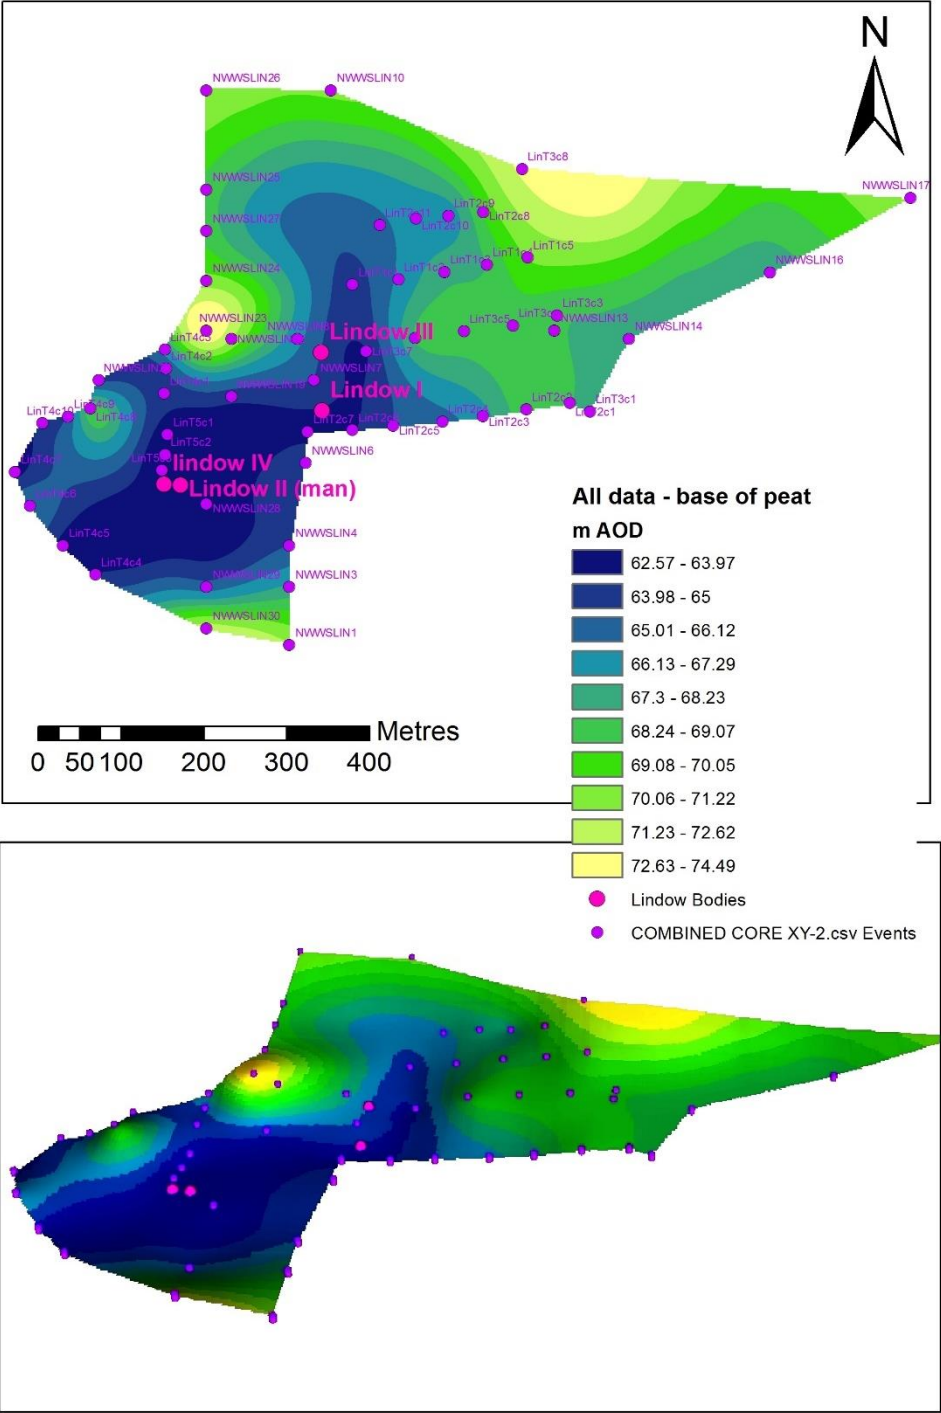 N
NWWSLIN26
NWWSLIN10
LinT3c8
NWWSLIN17
NWWSLIN25
LinT2c9
LinT2c11
LinT2c8
LinT2c10
NWWSLIN27
LinT1c5
NWWSLIN16
NWWSLIN24
LinT3c3
NWWSLIN23
NWWSLIN13
LinT3c5
NWWSLIN14
Lindow III
LinT4c3
LinT4c2
LinT3c7
NWWSLIN7
Lindow I
LinT3c1
LinT4c10
LinT4c9
LinT2c7
LinT2c5
LinT2c3
LinT2c1
LinT5c1
LinT5c2
NWWSLIN6
lindow IV
Lindow II (man)
NWWSLIN28
LinT4c5
NWWSLIN4
LinT4c4
NWWSLIN3
NWWSLIN30
NWWSLIN1
Metres
0 50 100 200 300 400
All data - base of peat
m AOD
62.57 - 63.97
63.98 - 65
65.01 - 66.12
66.13 - 67.29
67.3 - 68.23
68.24 - 69.07
69.08 - 70.05
70.06 - 71.22
71.23 - 72.62
72.63 - 74.49
Lindow Bodies
COMBINED CORE XY-2.csv Events